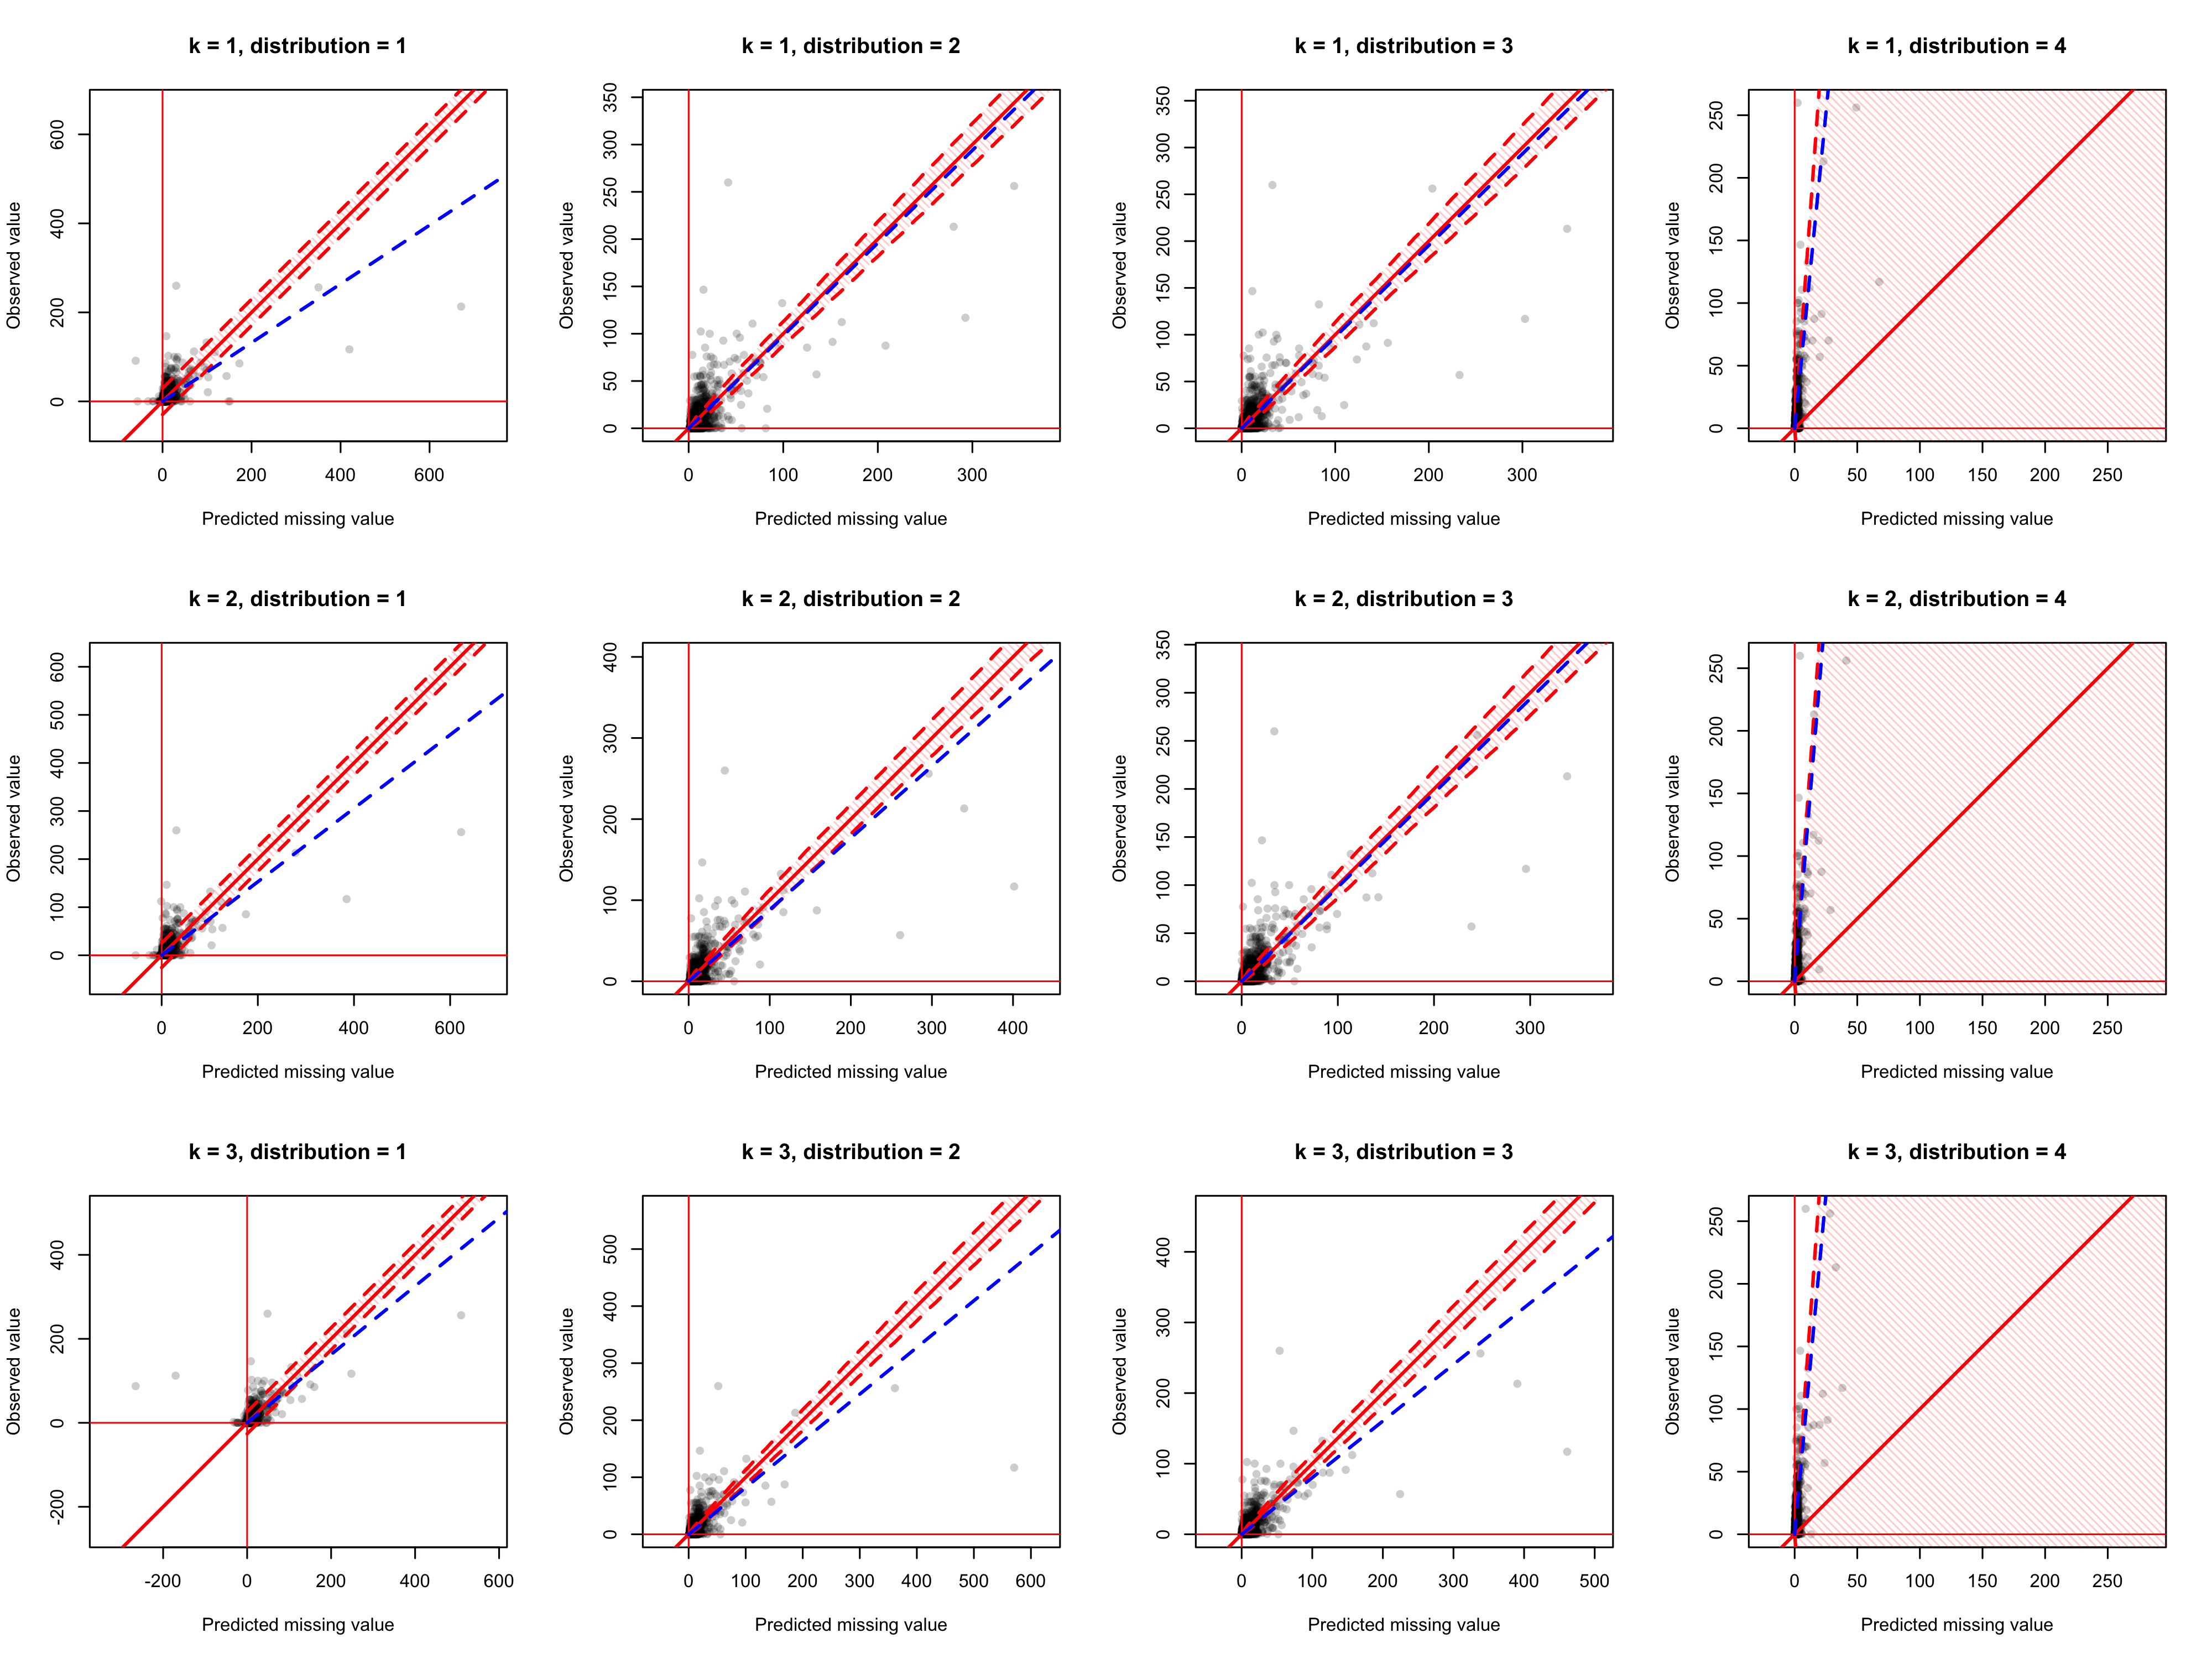 k = 1, distribution = 1
Observed value
0 200 400 600
0 200 400 600
Predicted missing value
k = 1, distribution = 2
Observed value
0 50 100 150 200 250 300 350
0 100 200 300
Predicted missing value
k = 1, distribution = 3
Observed value
0 50 100 150 200 250 300 350
0 100 200 300
Predicted missing value
k = 1, distribution = 4
Observed value
0 50 100 150 200 250
0 50 100 150 200 250
Predicted missing value
k = 2, distribution = 1
Observed value
0 100 200 300 400 500 600
0 200 400 600
Predicted missing value
k = 2, distribution = 2
Observed value
0 100 200 300 400
0 100 200 300 400
Predicted missing value
k = 2, distribution = 3
Observed value
0 50 100 150 200 250 300 350
0 100 200 300
Predicted missing value
k = 2, distribution = 4
Observed value
0 50 100 150 200 250
0 50 100 150 200 250
Predicted missing value
k = 3, distribution = 1
Observed value
-200 0 200 400
-200 0 200 400 600
Predicted missing value
k = 3, distribution = 2
Observed value
0 100 200 300 400 500
0 100 200 300 400 500 600
Predicted missing value
k = 3, distribution = 3
Observed value
0 100 200 300 400
0 100 200 300 400 500
Predicted missing value
k = 3, distribution = 4
Observed value
0 50 100 150 200 250
0 50 100 150 200 250
Predicted missing value